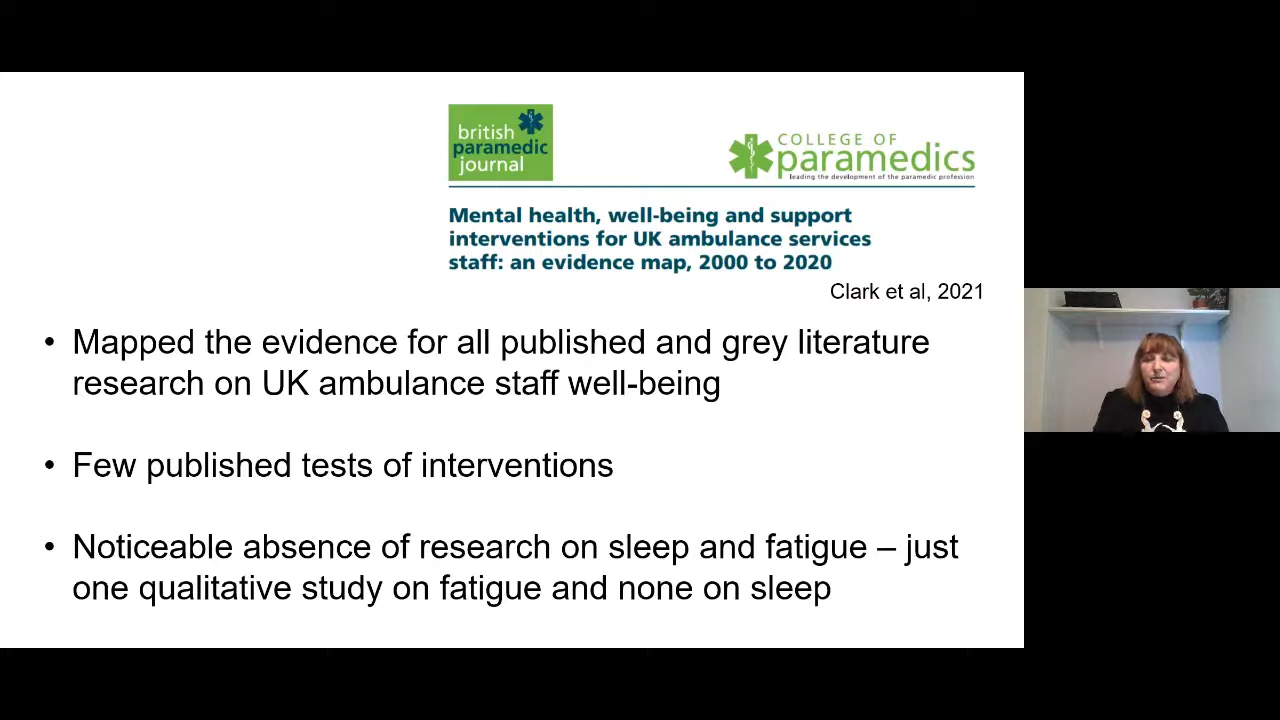 british
paramedic
journal
COLLEGE OF
paramedics
leading the development of the paramedic profession
Mental health, well-being and support
interventions for UK ambulance services
staff: an evidence map, 2000 to 2020
Clark et al, 2021
• Mapped the evidence for all published and grey literature
research on UK ambulance staff well-being
• Few published tests of interventions
• Noticeable absence of research on sleep and fatigue – just
one qualitative study on fatigue and none on sleep